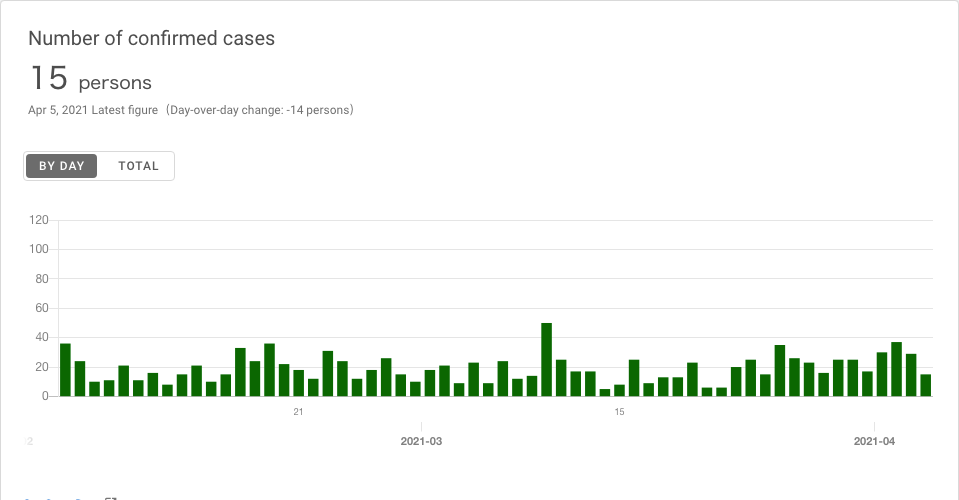 Number of confirmed cases
15 persons
Apr 5, 2021 Latest figure (Day-over-day change: -14 persons)
BY DAY TOTAL
120
100
80
60
40
20
0
21 15
2 2021-03 2021-04